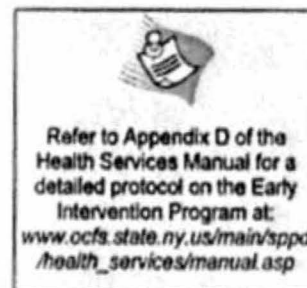 Refer to Appendix D of the
Health Services Manual for a
detailed protocol on the Early
Intervention Program at:
www.ocfs.state.ny.us/main/sppd
/health_services/manual.asp